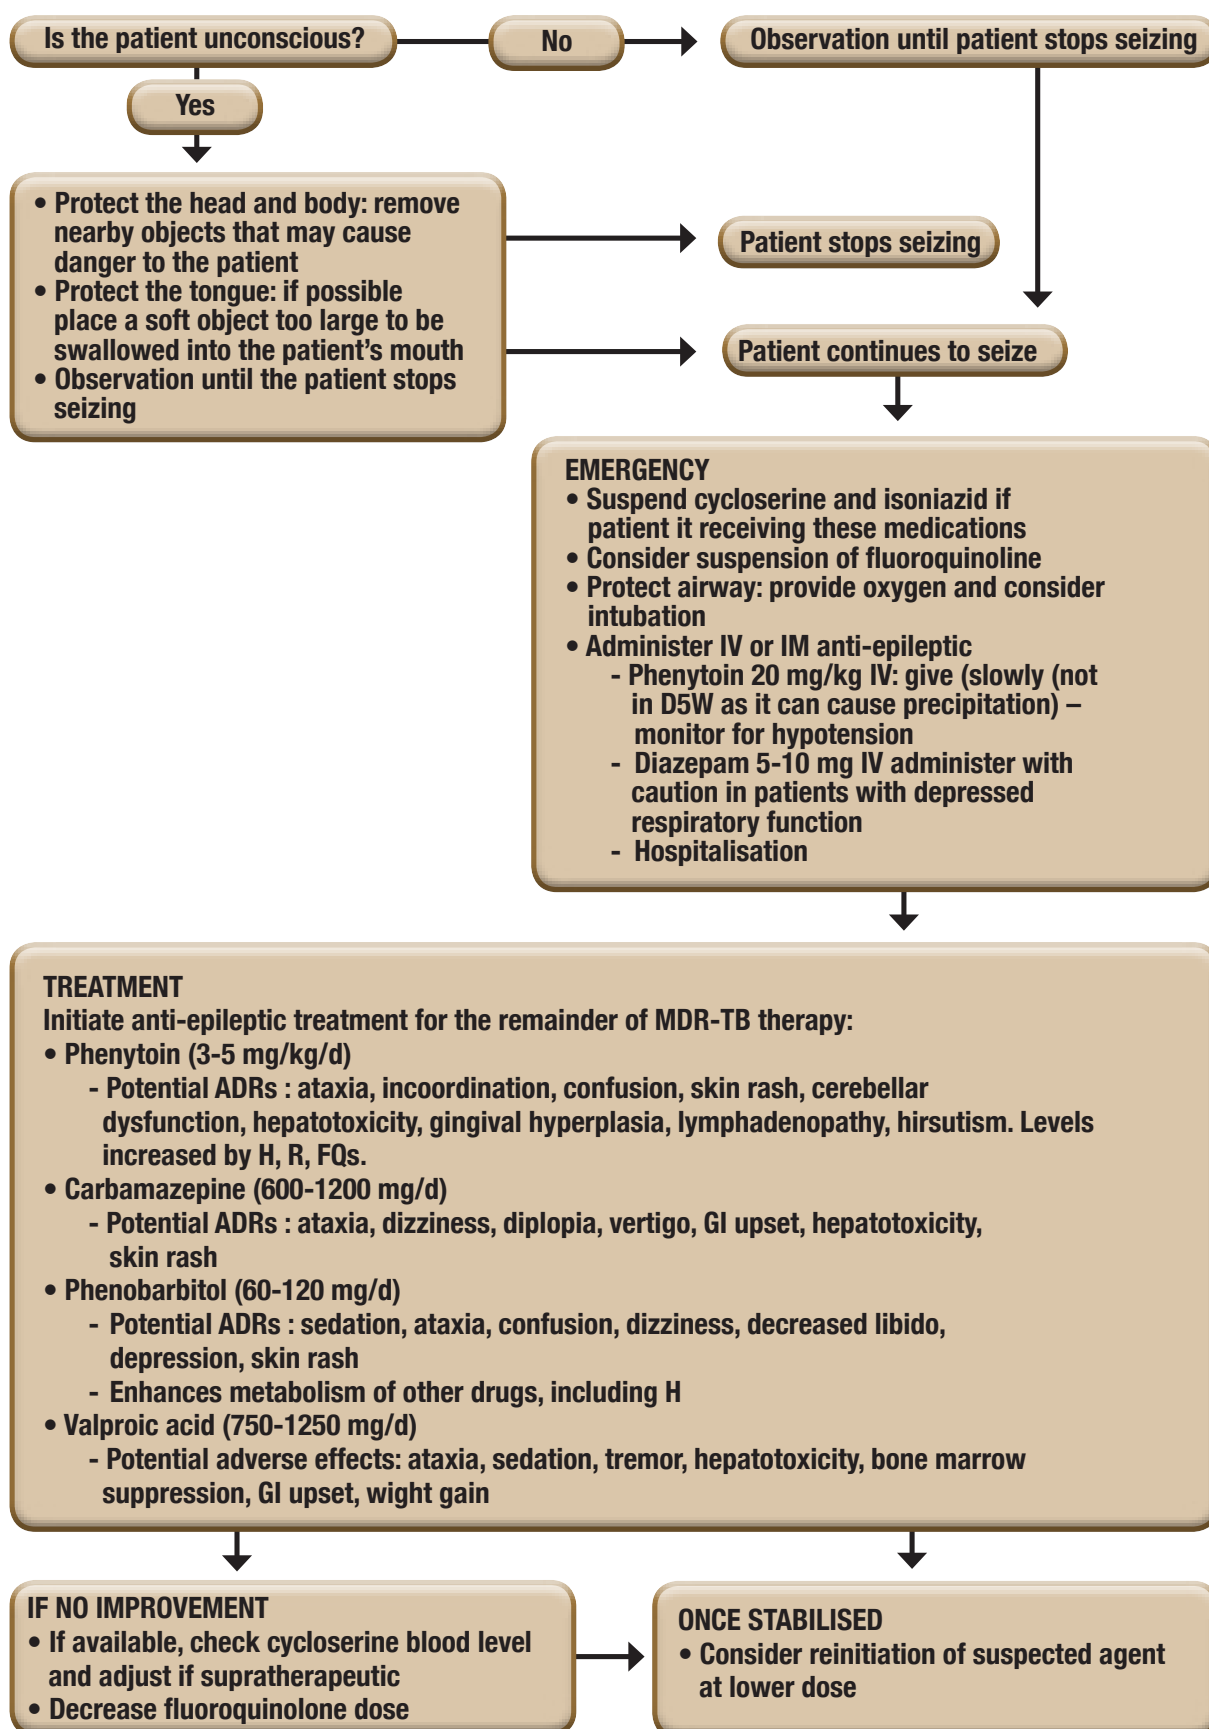 Is the patient unconscious?
No
Observation until patient stops seizing
Yes
• Protect the head and body: remove
nearby objects that may cause
danger to the patient
• Protect the tongue: if possible
place a soft object too large to be
swallowed into the patient's mouth
• Observation until the patient stops
seizing
Patient stops seizing
Patient continues to seize
EMERGENCY
• Suspend cycloserine and isoniazid if
patient it receiving these medications
• Consider suspension of fluoroquinoline
• Protect airway: provide oxygen and consider
intubation
• Administer IV or IM anti-epileptic
- Phenytoin 20 mg/kg IV: give (slowly (not
in D5W as it can cause precipitation) –
monitor for hypotension
- Diazepam 5-10 mg IV administer with
caution in patients with depressed
respiratory function
- Hospitalisation
TREATMENT
Initiate anti-epileptic treatment for the remainder of MDR-TB therapy:
• Phenytoin (3-5 mg/kg/d)
- Potential ADRs : ataxia, incoordination, confusion, skin rash, cerebellar
dysfunction, hepatotoxicity, gingival hyperplasia, lymphadenopathy, hirsutism. Levels
increased by H, R, FQs.
• Carbamazepine (600-1200 mg/d)
- Potential ADRs : ataxia, dizziness, diplopia, vertigo, GI upset, hepatotoxicity,
skin rash
• Phenobarbitol (60-120 mg/d)
- Potential ADRs : sedation, ataxia, confusion, dizziness, decreased libido,
depression, skin rash
- Enhances metabolism of other drugs, including H
• Valproic acid (750-1250 mg/d)
- Potential adverse effects: ataxia, sedation, tremor, hepatotoxicity, bone marrow
suppression, GI upset, wight gain
IF NO IMPROVEMENT
• If available, check cycloserine blood level
and adjust if supratherapeutic
• Decrease fluoroquinolone dose
ONCE STABILISED
• Consider reinitiation of suspected agent
at lower dose